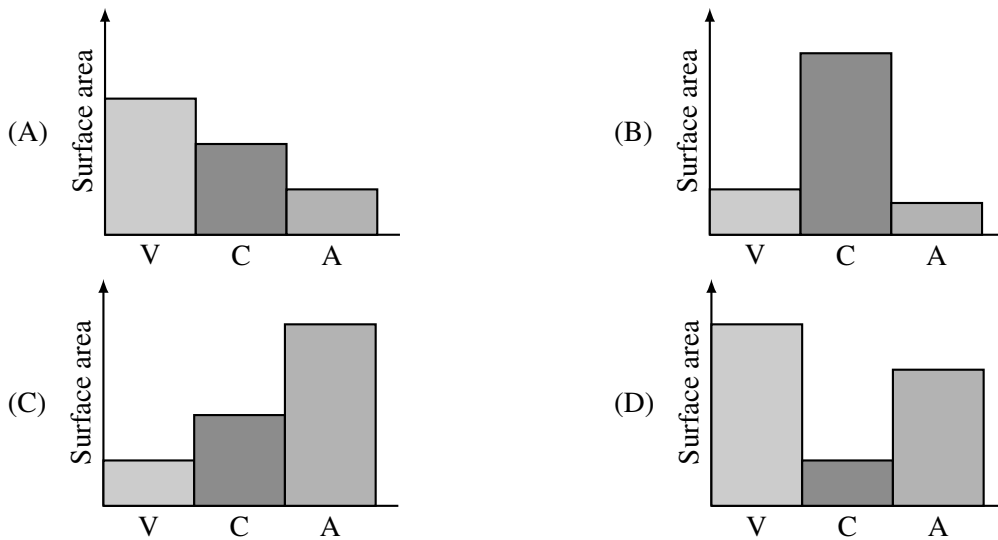 (A)
Surface area
V C A
(B)
Surface area
V C A
(C)
Surface area
V C A
(D)
Surface area
V C A